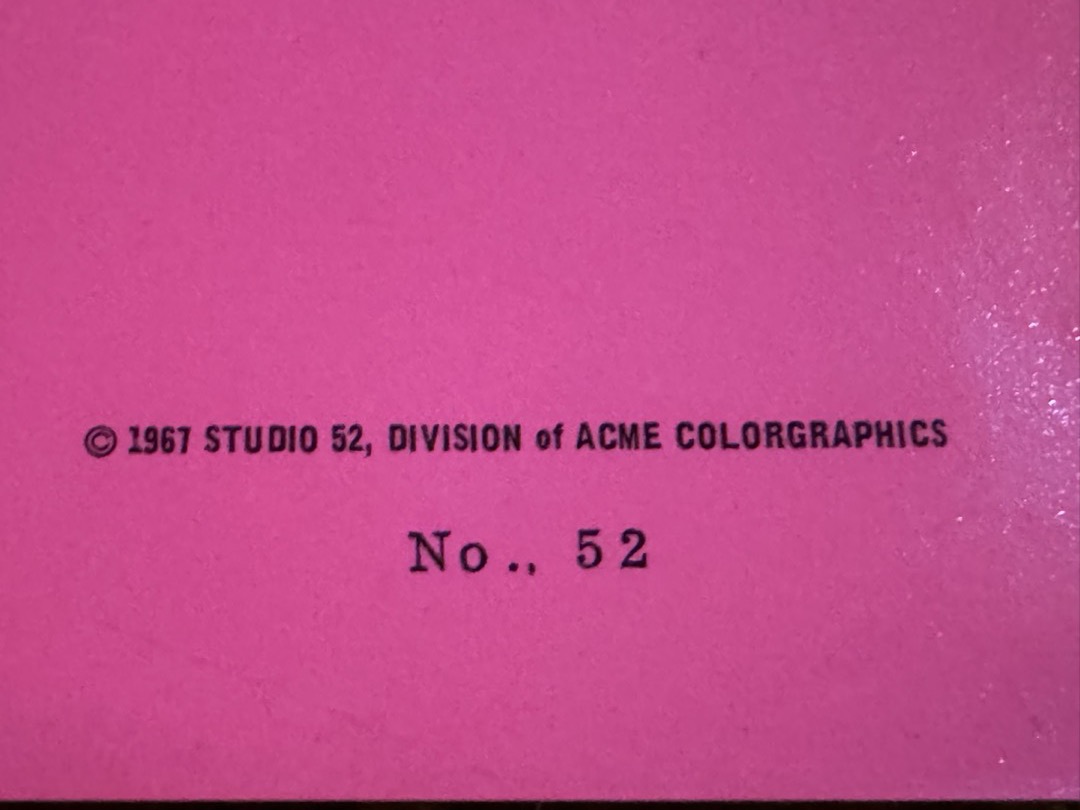 © 1967 STUDIO 52, DIVISION of ACME COLORGRAPHICS
No., 52